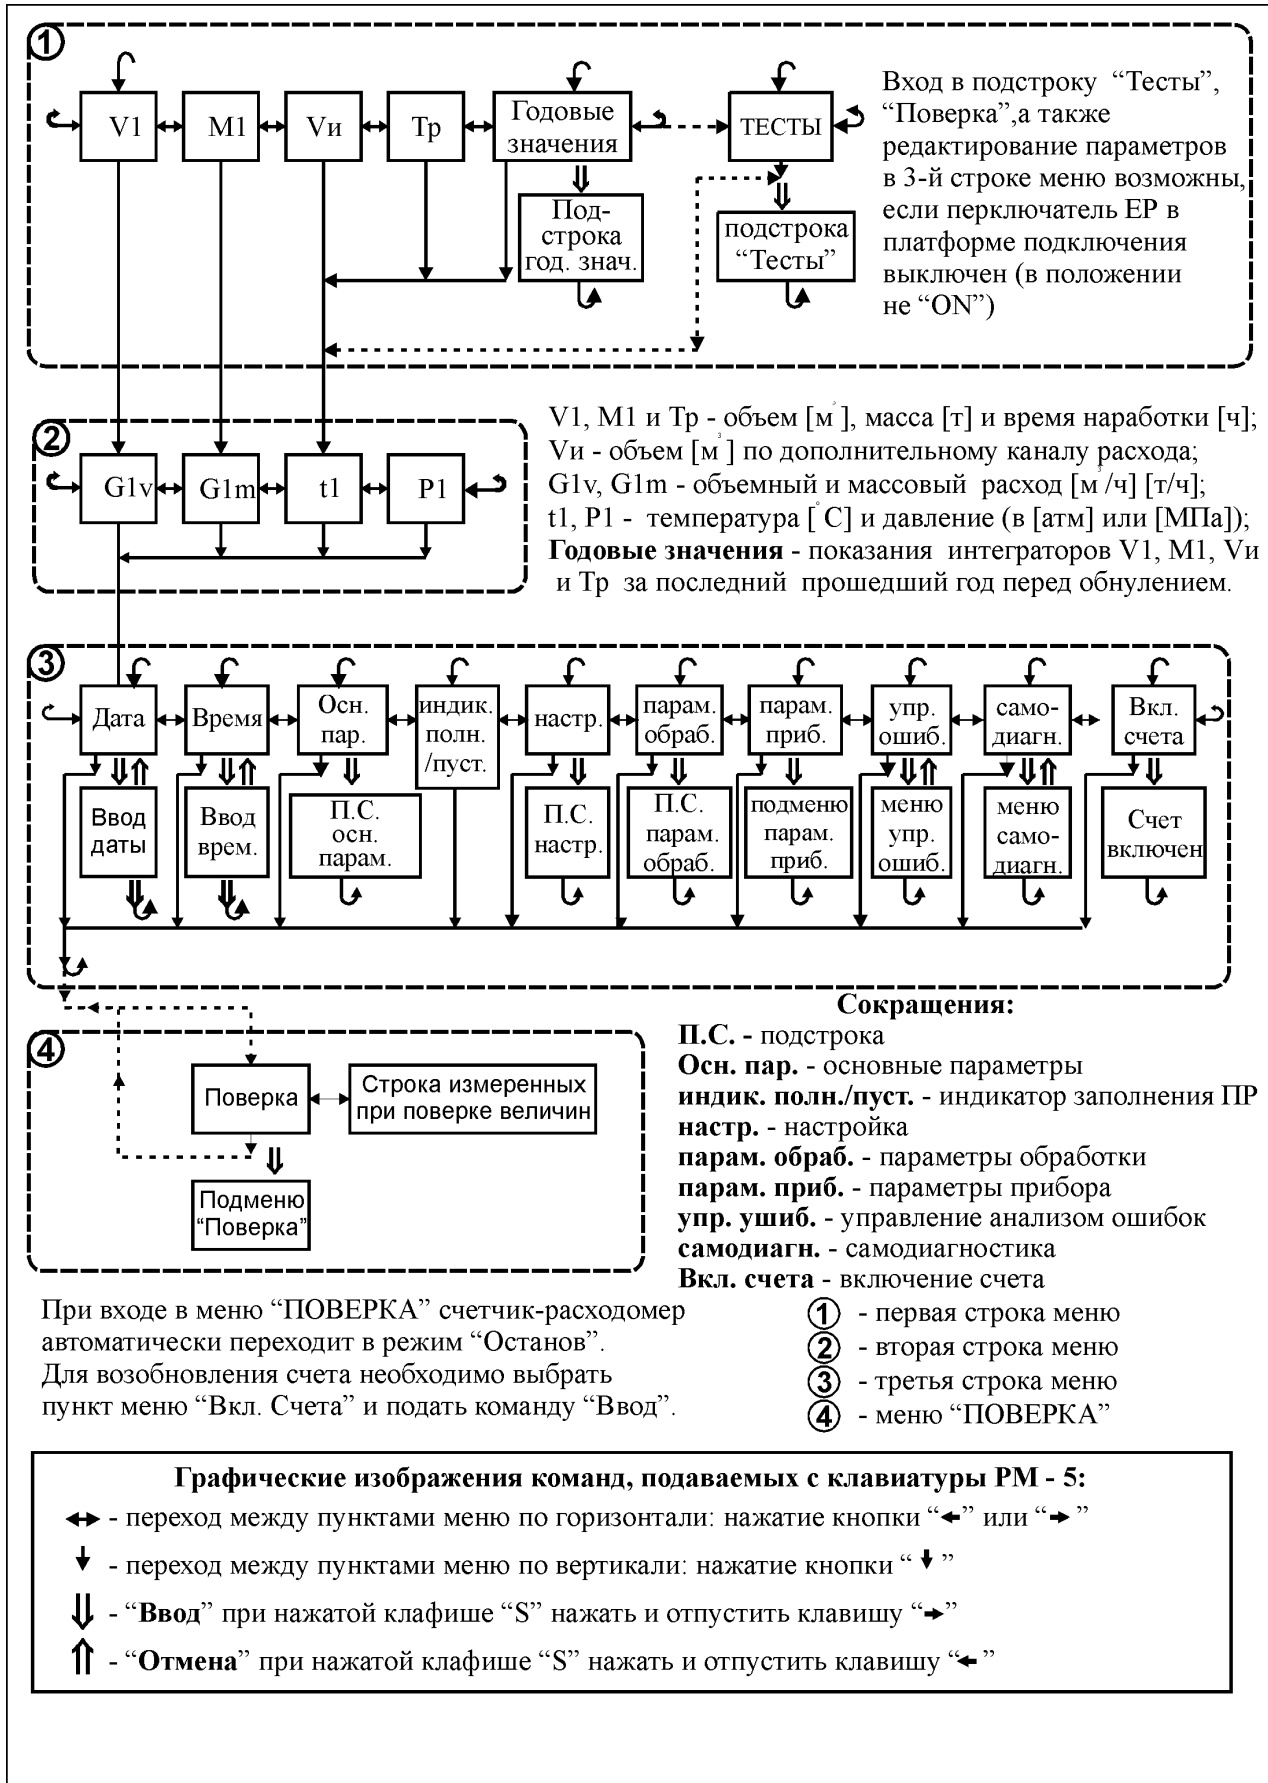 1
V1
М1
Vи
Тр
Годовые
значения
ТЕСТЫ
Под-
строка
год. знач.
подстрока
“Тесты”
Вход в подстроку “Тесты”,
“Поверка”,а также
редактирование параметров
в 3-й строке меню возможны,
если перключатель ЕР в
платформе подключения
выключен (в положении
не “ON”)
2
G1v
G1m
t1
P1
V1, М1 и Тр - объем [м³], масса [т] и время наработки [ч];
Vи - объем [м³] по дополнительному каналу расхода;
G1v, G1m - объемный и массовый расход [м³/ч] [т/ч];
t1, P1 - температура [°С] и давление (в [атм] или [МПа]);
Годовые значения - показания интеграторов V1, М1, Vи
и Тр за последний прошедший год перед обнулением.
3
Дата
Время
Осн.
пар.
индик.
полн.
/пуст.
настр.
парам.
обраб.
парам.
приб.
упр.
ошиб.
само-
диагн.
Вкл.
счета
Ввод
даты
Ввод
врем.
П.С.
осн.
парам.
П.С.
настр.
П.С.
парам.
обраб.
подменю
парам.
приб.
меню
упр.
ошиб.
меню
само-
диагн.
Счет
включен
4
Поверка
Строка измеренных
при поверке величин
Подменю
“Поверка”
Сокращения:
П.С. - подстрока
Осн. пар. - основные параметры
индик. полн./пуст. - индикатор заполнения ПР
настр. - настройка
парам. обраб. - параметры обработки
парам. приб. - параметры прибора
упр. ушиб. - управление анализом ошибок
самодиагн. - самодиагностика
Вкл. счета - включение счета
При входе в меню “ПОВЕРКА” счетчик-расходомер
автоматически переходит в режим “Останов”.
Для возобновления счета необходимо выбрать
пункт меню “Вкл. Счета” и подать команду “Ввод”.
1 - первая строка меню
2 - вторая строка меню
3 - третья строка меню
4 - меню “ПОВЕРКА”
Графические изображения команд, подаваемых с клавиатуры РМ - 5:
↔ - переход между пунктами меню по горизонтали: нажатие кнопки “←” или “→”
↓ - переход между пунктами меню по вертикали: нажатие кнопки “↓”
⇓ - “Ввод” при нажатой клафише “S” нажать и отпустить клавишу “→”
⇑ - “Отмена” при нажатой клафише “S” нажать и отпустить клавишу “←”